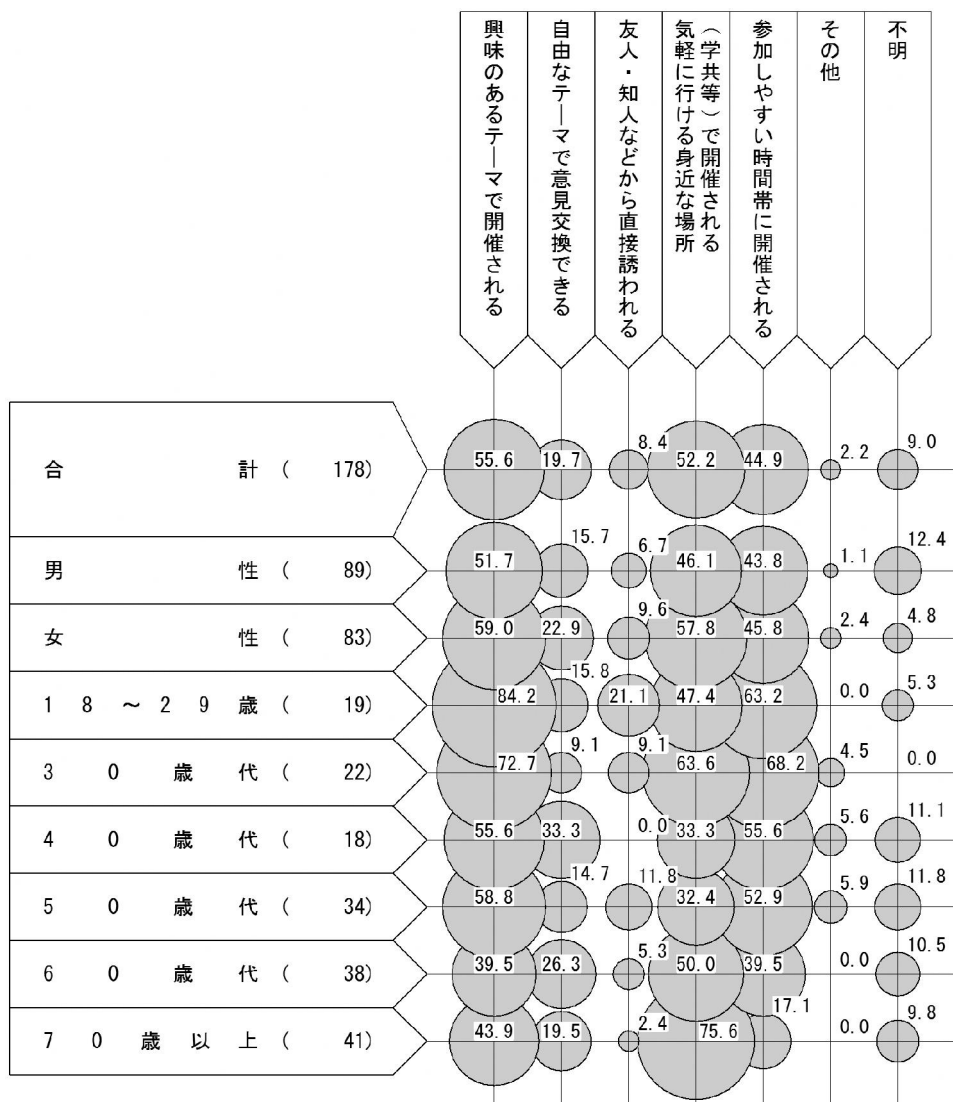 興味のあるテーマで開催される
自由なテーマで意見交換できる
友人・知人などから直接誘われる
気軽に行ける身近な場所
（学共等）で開催される
参加しやすい時間帯に開催される
その他
不明
合計( 178) 55.6 19.7 8.4 52.2 44.9 2.2 9.0
男性( 89) 51.7 15.7 6.7 46.1 43.8 1.1 12.4
女性( 83) 59.0 22.9 9.6 57.8 45.8 2.4 4.8
18～29歳( 19) 84.2 15.8 21.1 47.4 63.2 0.0 5.3
30歳代( 22) 72.7 9.1 9.1 63.6 68.2 4.5 0.0
40歳代( 18) 55.6 33.3 0.0 33.3 55.6 5.6 11.1
50歳代( 34) 58.8 14.7 11.8 32.4 52.9 5.9 11.8
60歳代( 38) 39.5 26.3 5.3 50.0 39.5 0.0 10.5
70歳以上( 41) 43.9 19.5 2.4 75.6 17.1 0.0 9.8